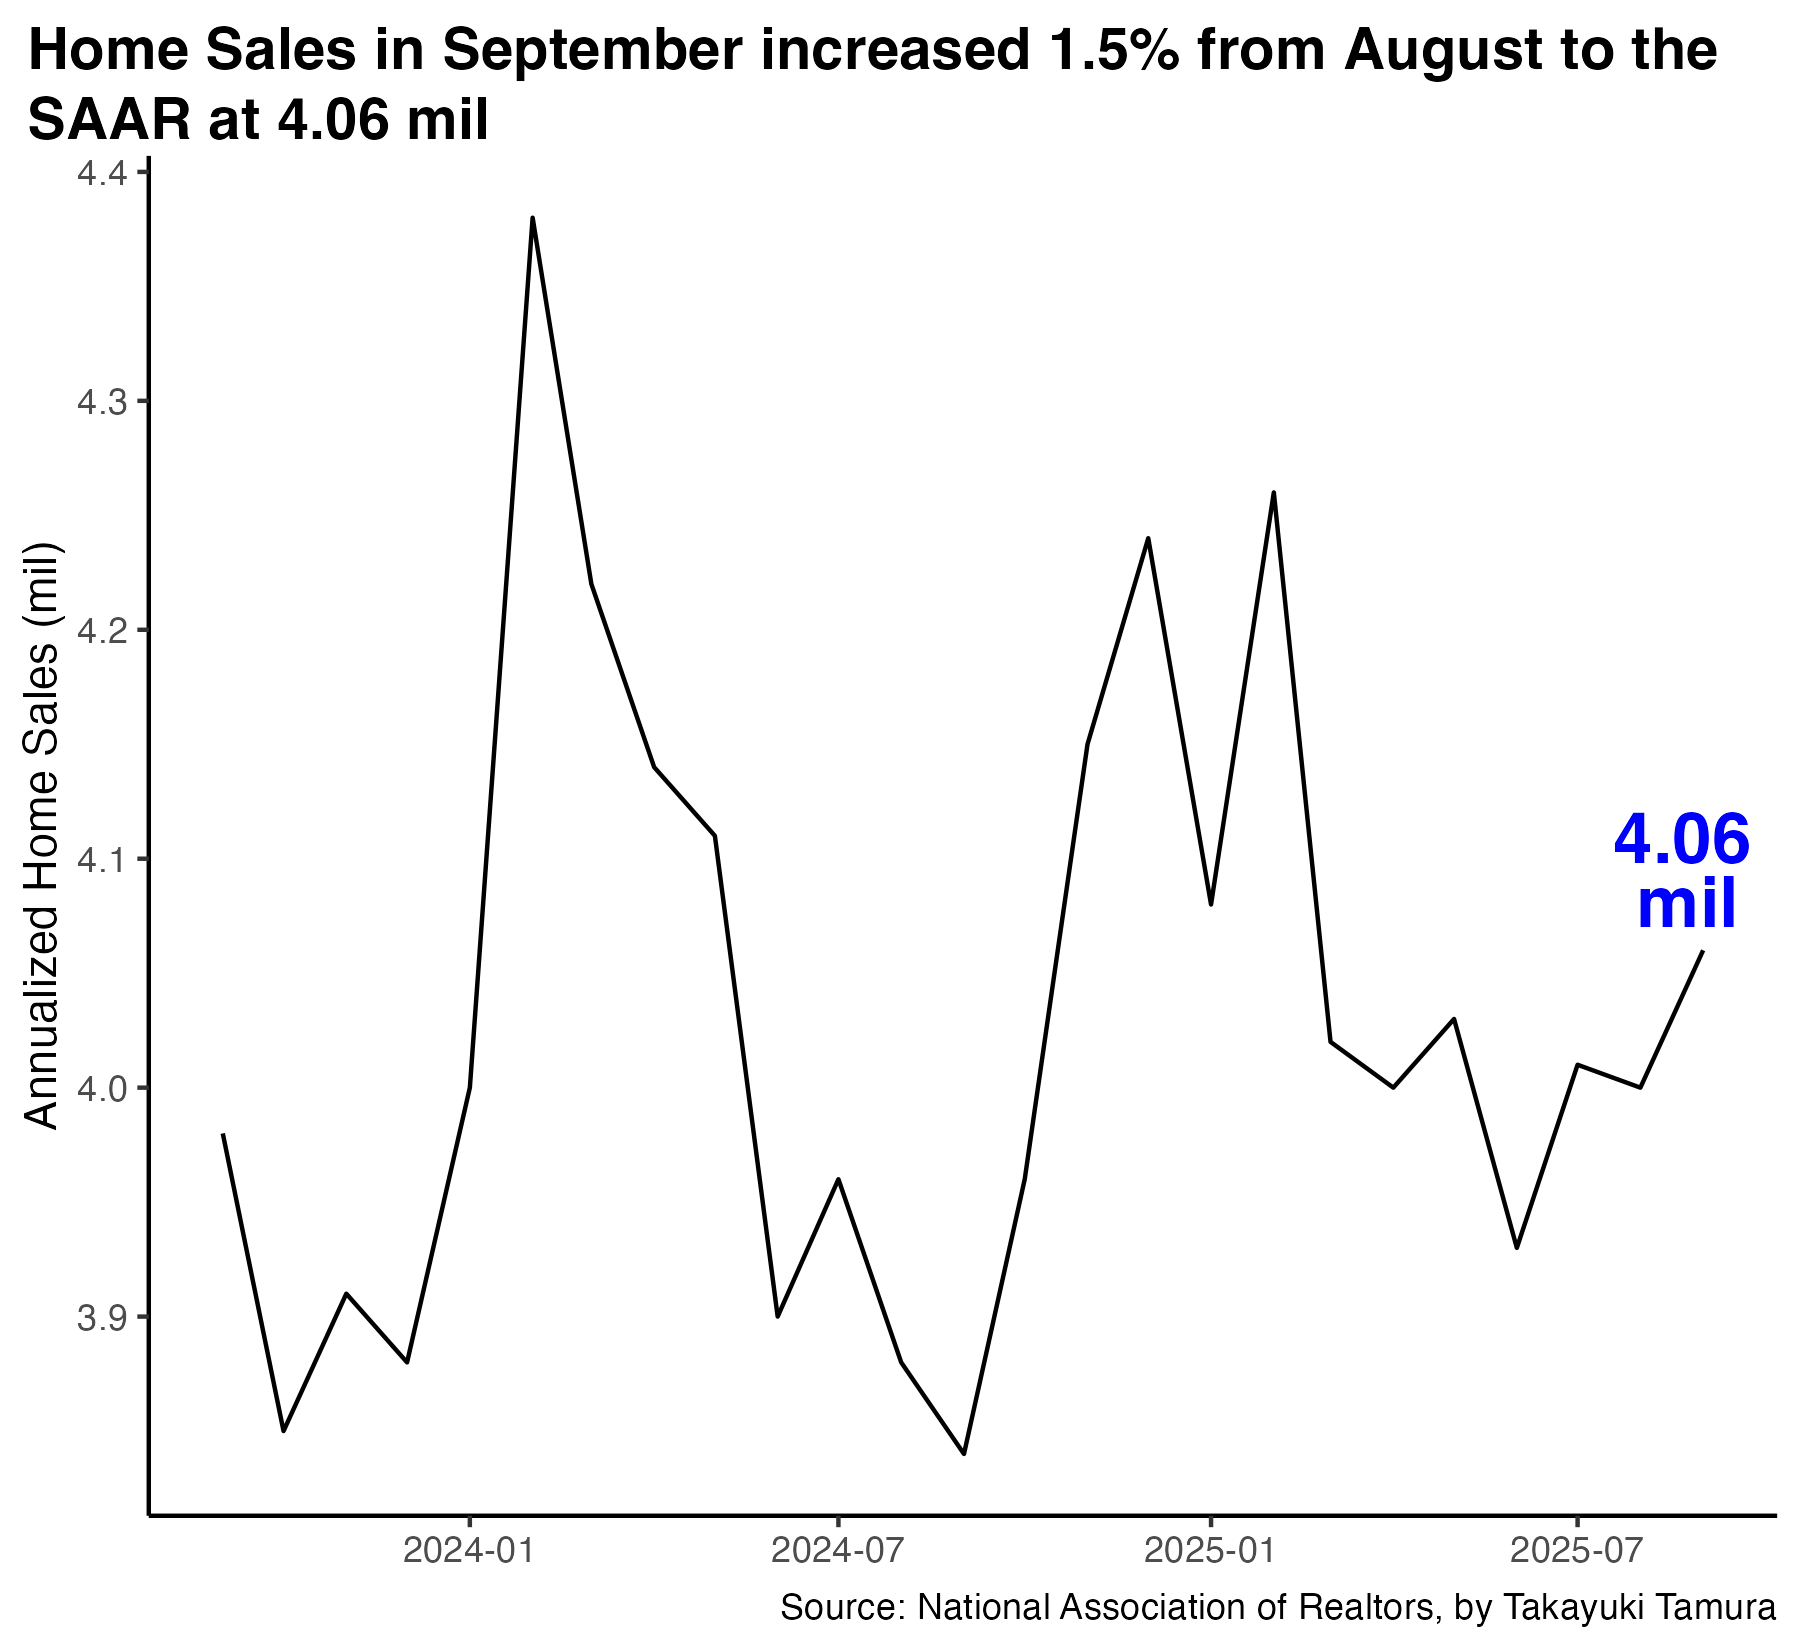 Home Sales in September increased 1.5% from August to the
SAAR at 4.06 mil
4.4
4.3
4.2
4.1
4.0
3.9
Annualized Home Sales (mil)
4.06
mil
2024-01
2024-07
2025-01
2025-07
Source: National Association of Realtors, by Takayuki Tamura